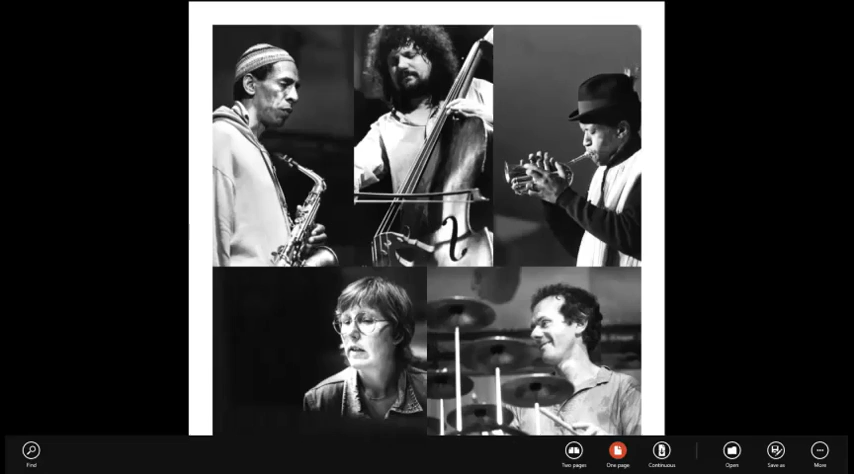 Find
Two pages
One page
Continuous
Open
Save as
More